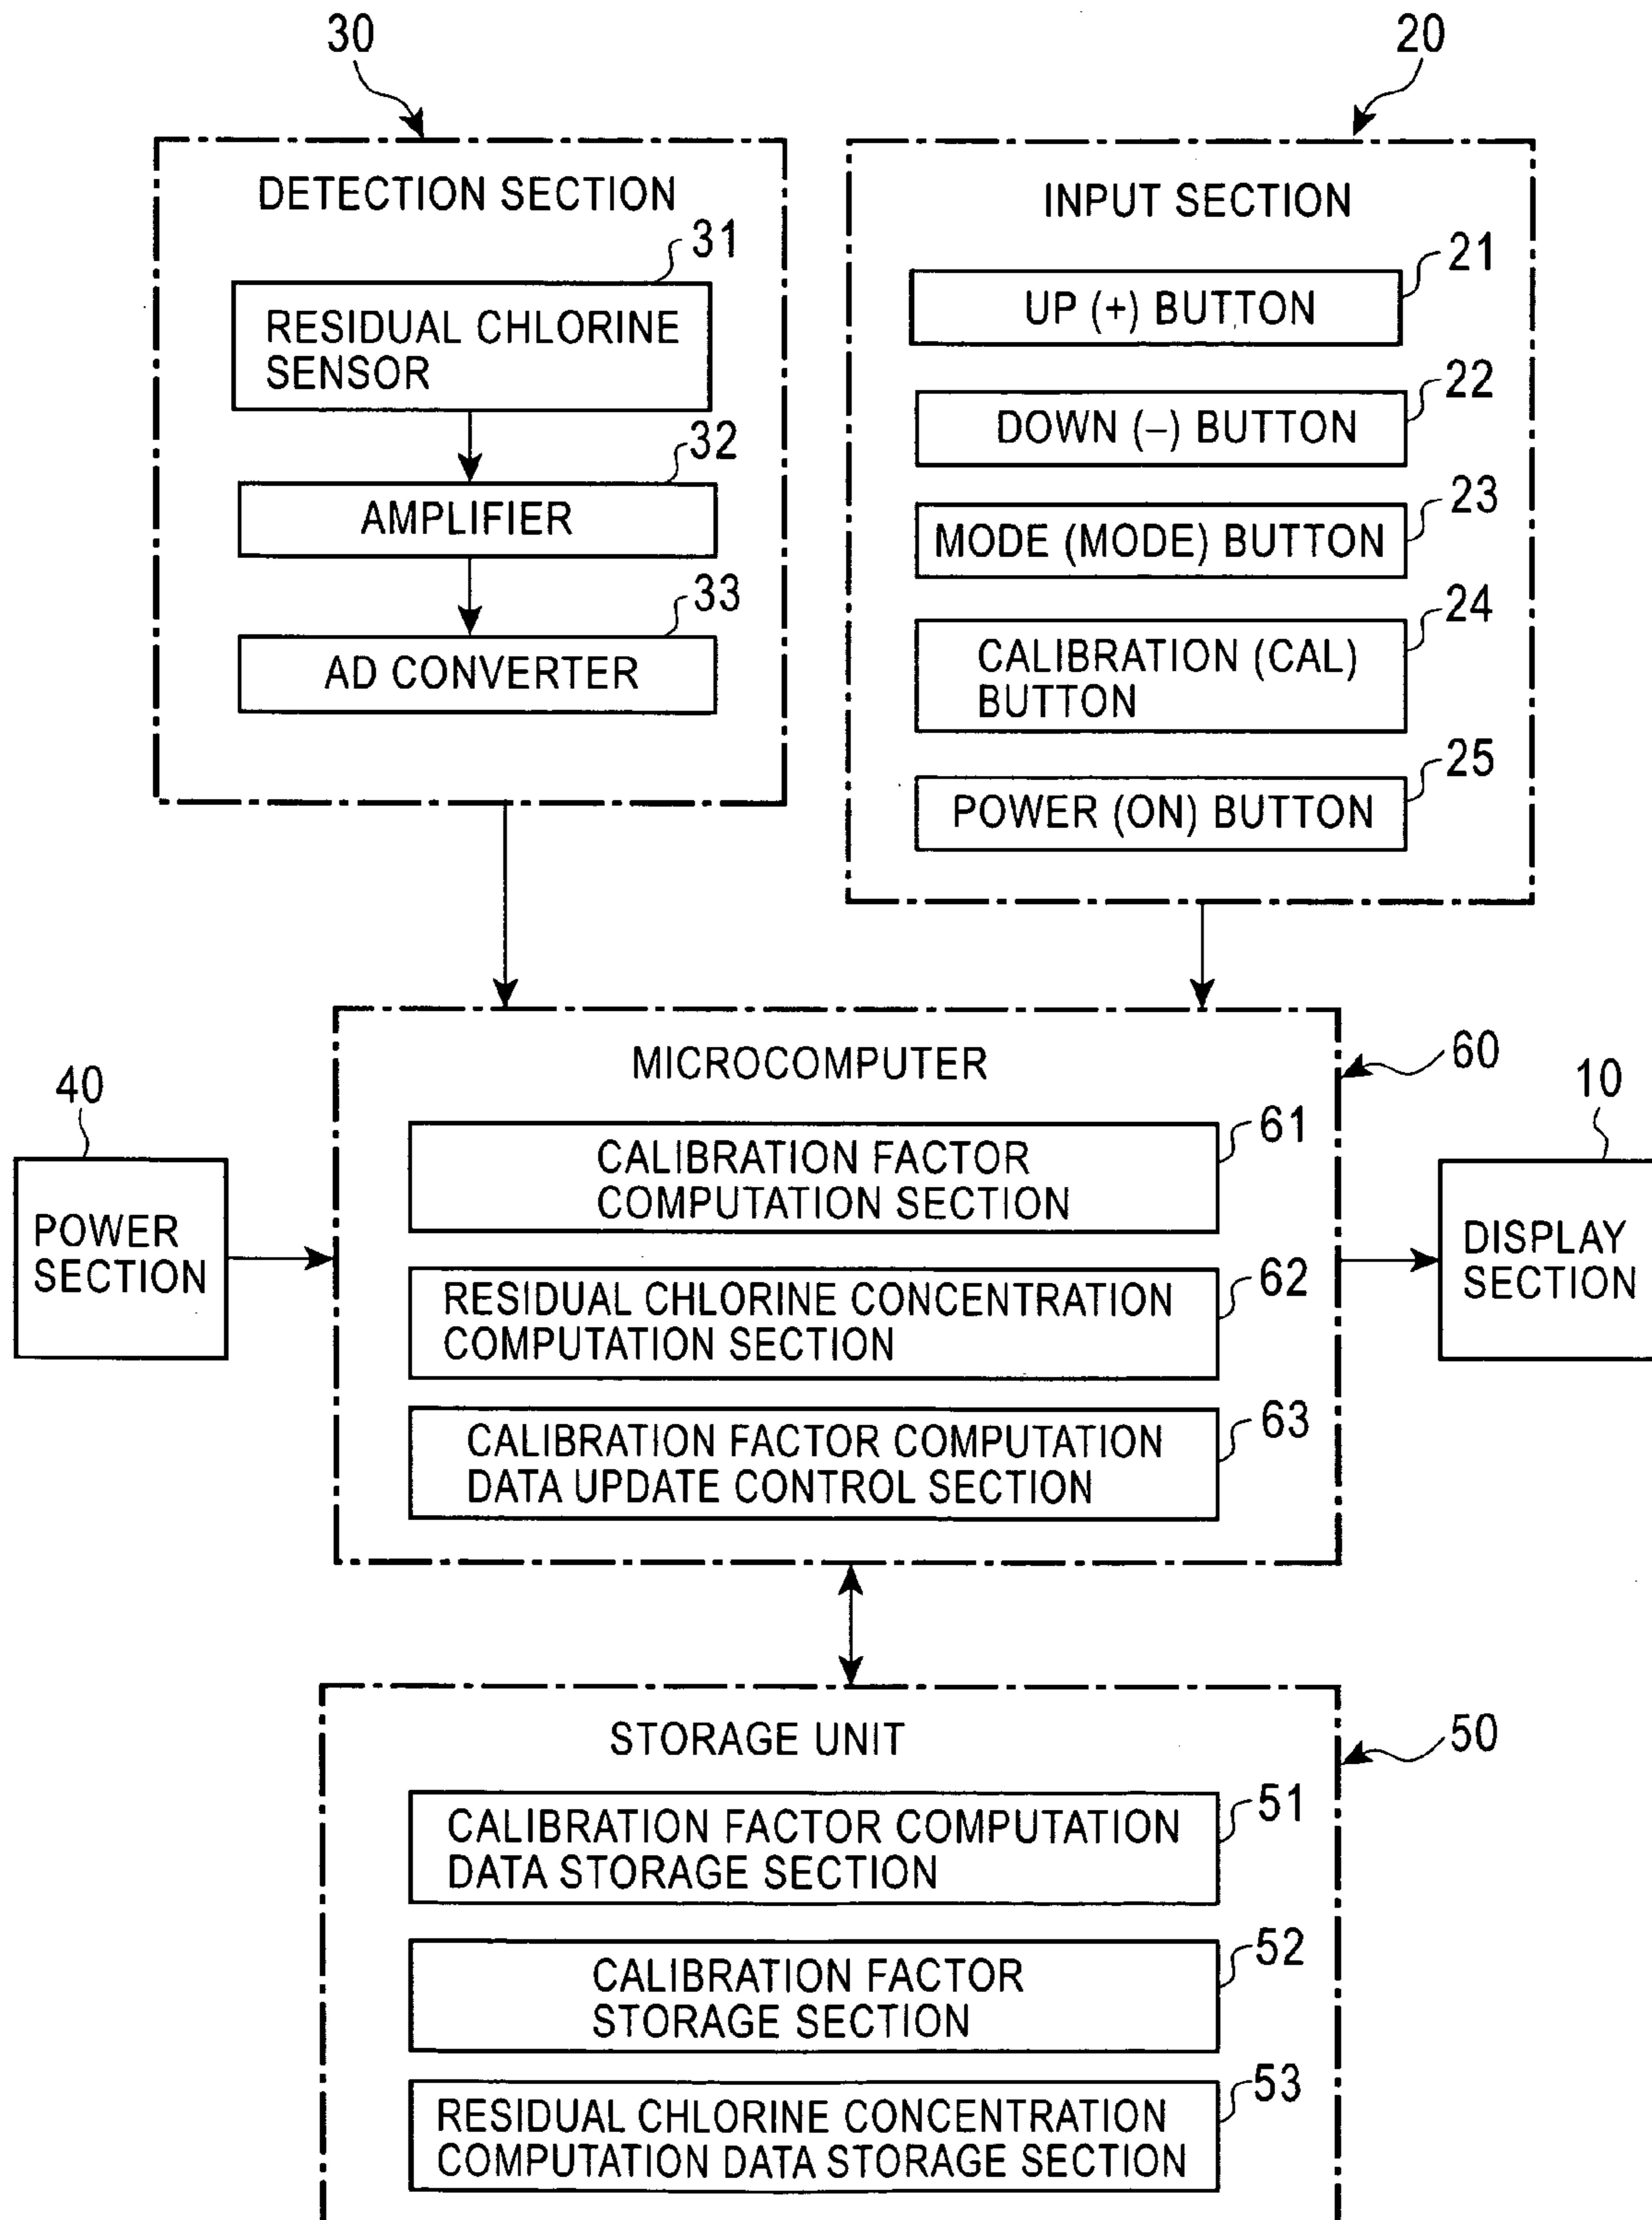 30
20
DETECTION SECTION
31
RESIDUAL CHLORINE
SENSOR
32
AMPLIFIER
33
AD CONVERTER
INPUT SECTION
21
UP (+) BUTTON
22
DOWN (–) BUTTON
23
MODE (MODE) BUTTON
24
CALIBRATION (CAL)
BUTTON
25
POWER (ON) BUTTON
40
POWER
SECTION
MICROCOMPUTER
60
61
CALIBRATION FACTOR
COMPUTATION SECTION
62
RESIDUAL CHLORINE CONCENTRATION
COMPUTATION SECTION
63
CALIBRATION FACTOR COMPUTATION
DATA UPDATE CONTROL SECTION
10
DISPLAY
SECTION
STORAGE UNIT
50
51
CALIBRATION FACTOR COMPUTATION
DATA STORAGE SECTION
52
CALIBRATION FACTOR
STORAGE SECTION
53
RESIDUAL CHLORINE CONCENTRATION
COMPUTATION DATA STORAGE SECTION